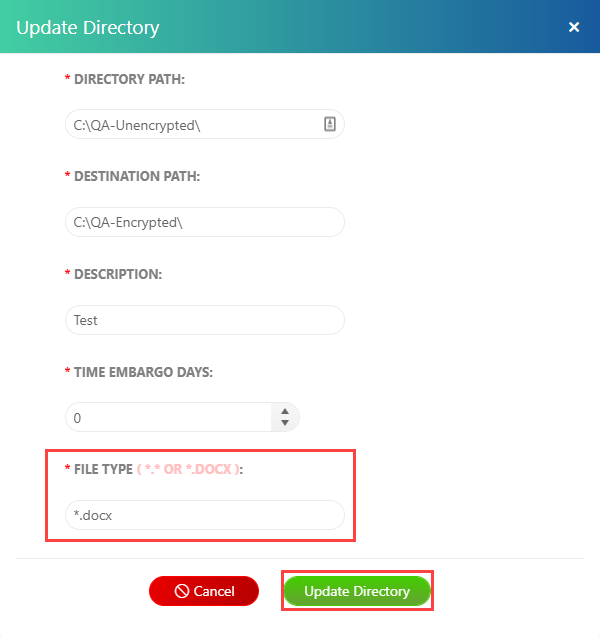 Update Directory ×
* DIRECTORY PATH:
C:\QA-Unencrypted\
* DESTINATION PATH:
C:\QA-Encrypted\
* DESCRIPTION:
Test
* TIME EMBARGO DAYS:
0
* FILE TYPE ( *.* OR *.DOCX ):
*.docx
Cancel Update Directory